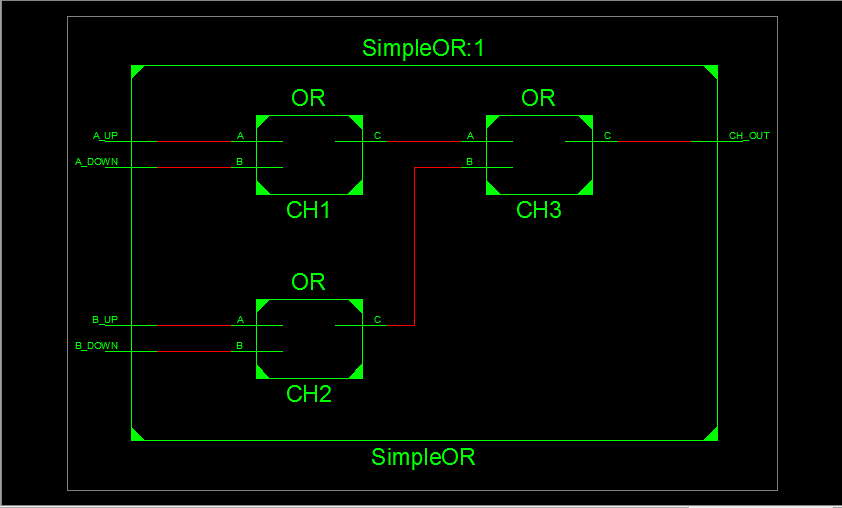 SimpleOR:1
OR
OR
A_UP
A
C
A
C
CH_OUT
A_DOWN
B
B
CH1
CH3
OR
B_UP
A
C
B_DOWN
B
CH2
SimpleOR